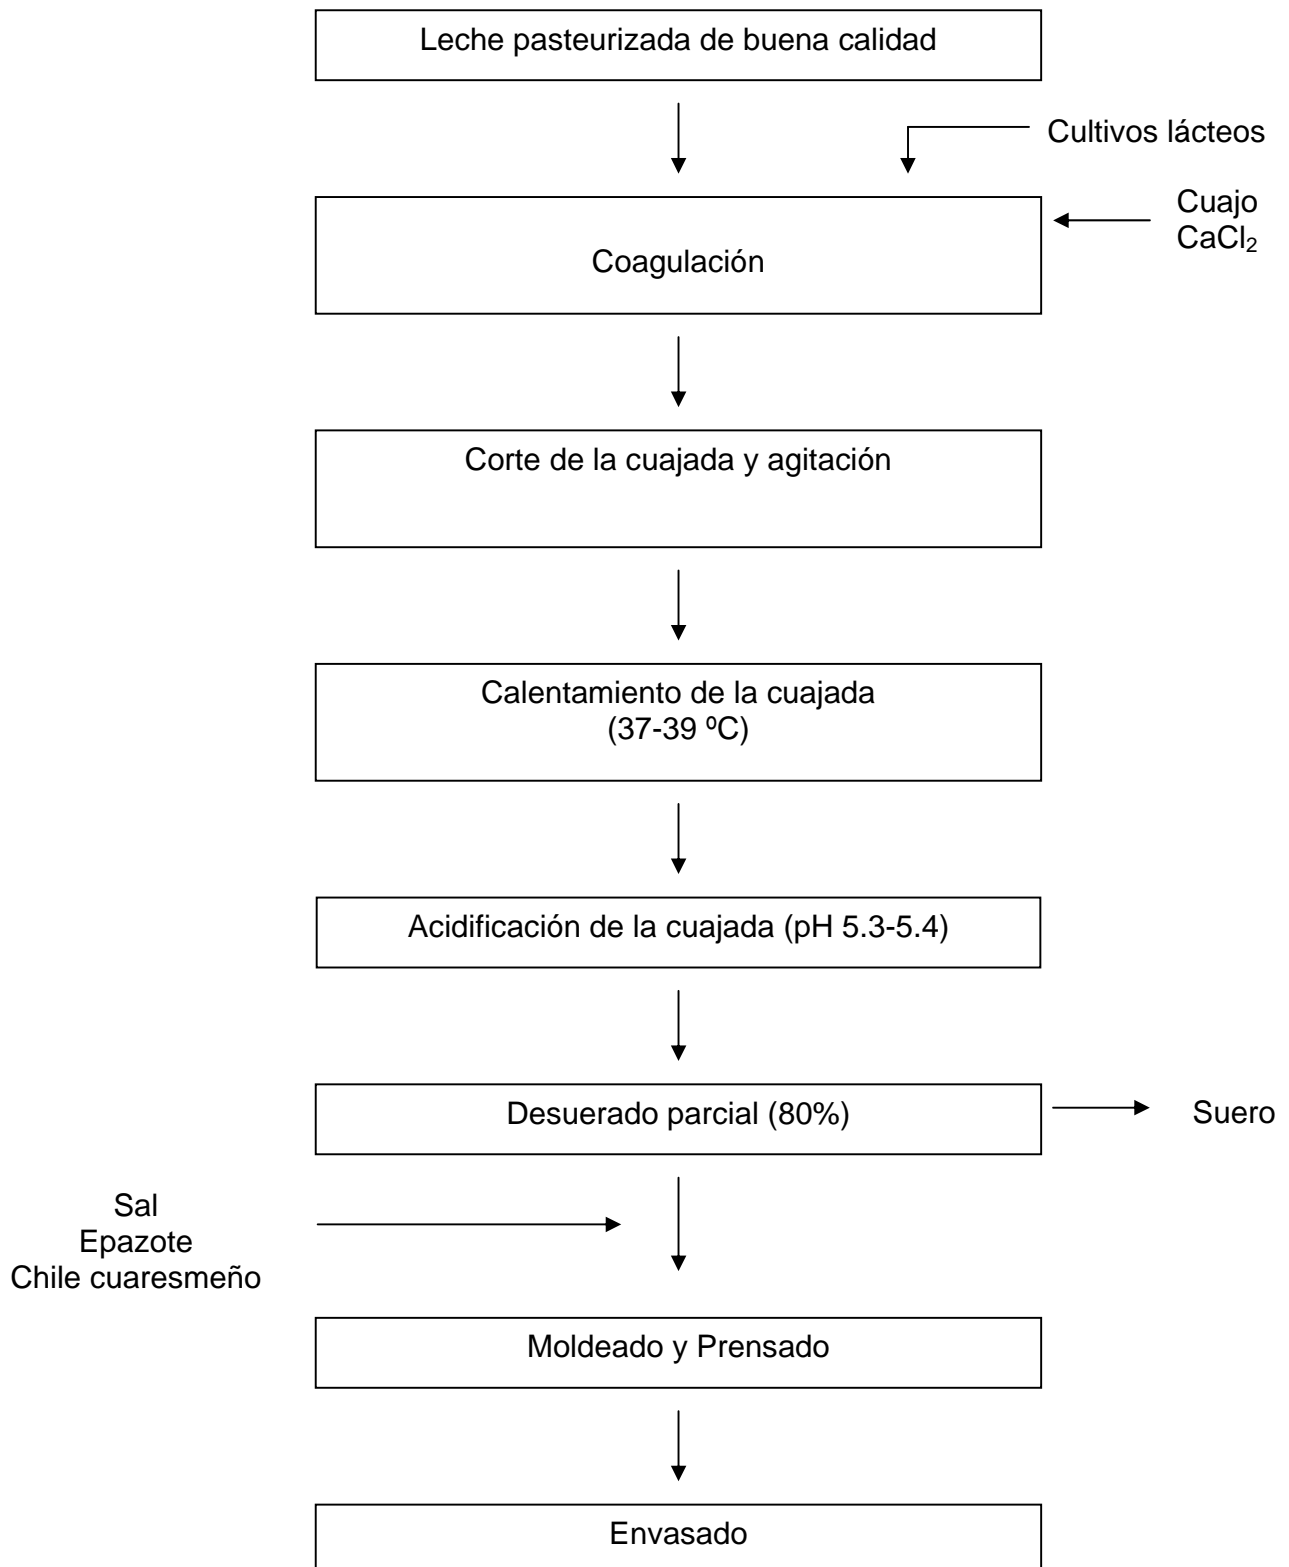 Leche pasteurizada de buena calidad
Cultivos lácteos
Cuajo
CaCl₂
Coagulación
Corte de la cuajada y agitación
Calentamiento de la cuajada
(37-39 ºC)
Acidificación de la cuajada (pH 5.3-5.4)
Desuerado parcial (80%)
Suero
Sal
Epazote
Chile cuaresmeño
Moldeado y Prensado
Envasado